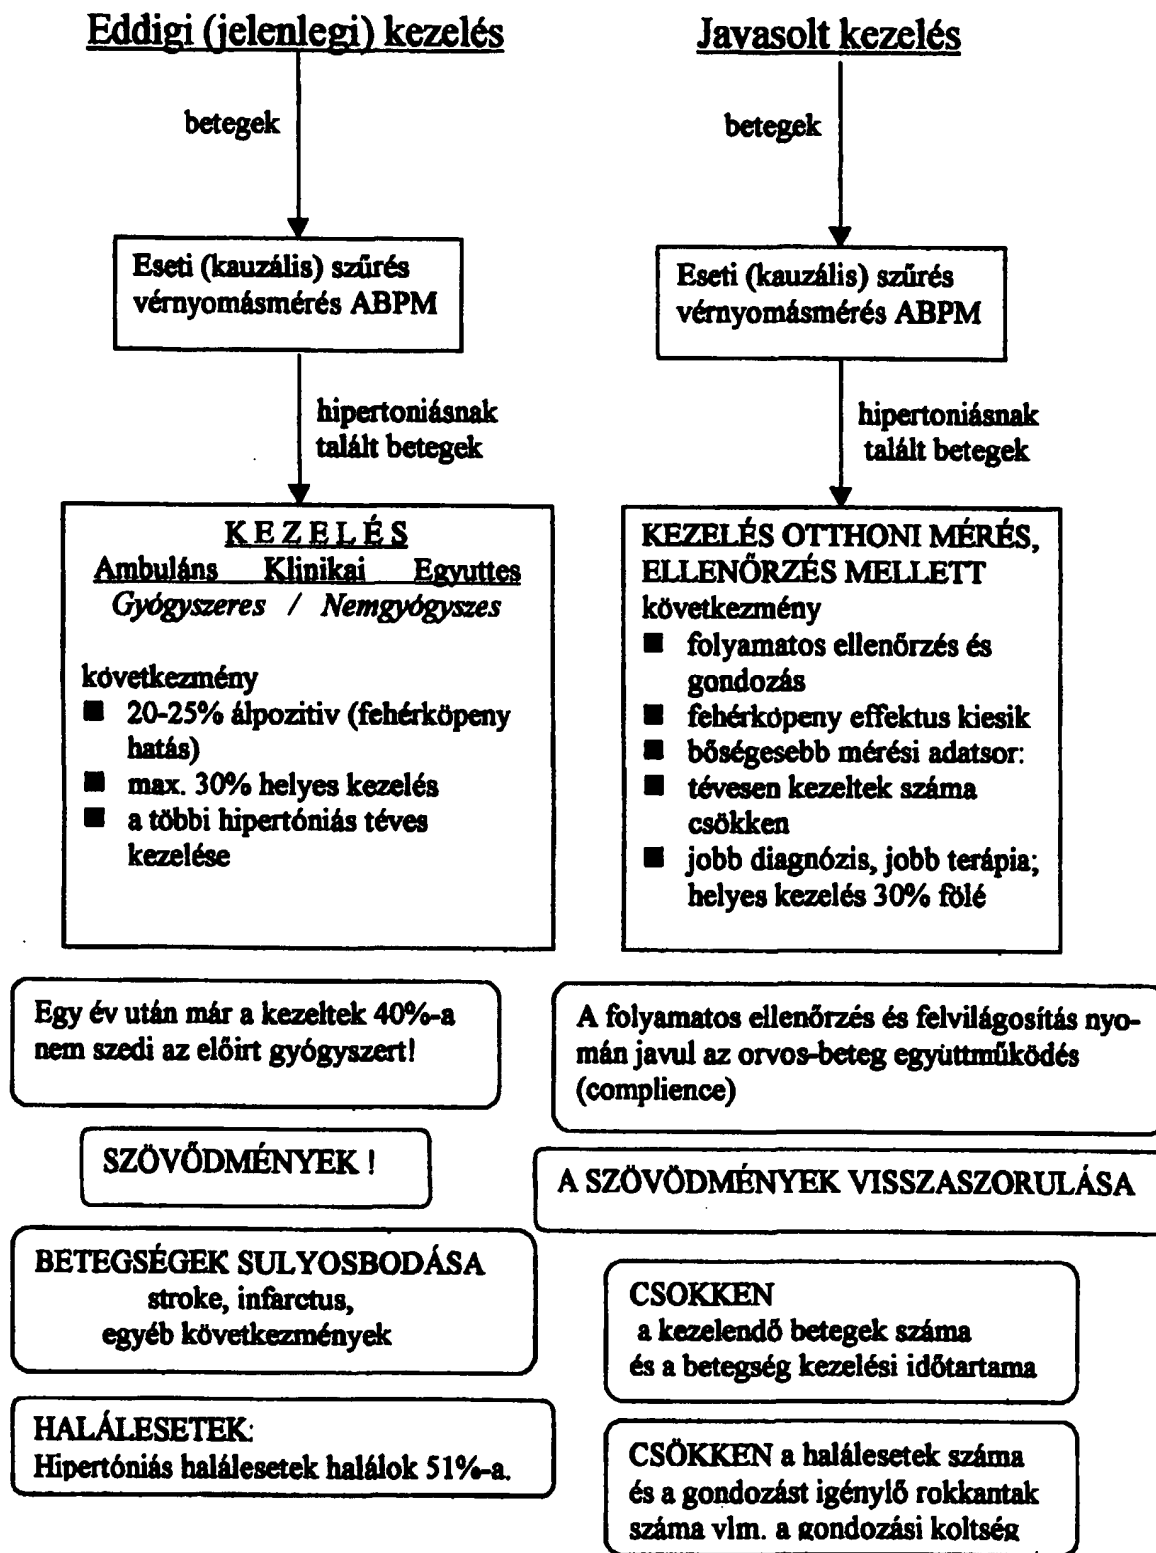 Eddigi (jelenlegi) kezelés
betegek
Eseti (kauzális) szűrés
vérnyomásmérés ABPM
hipertoniásnak
talált betegek
KEZELÉS
Ambuláns Klinikai Egyuttes
Gyógyszeres / Nemgyógyszes
következmény
■ 20-25% álpozitiv (fehérköpeny
hatás)
■ max. 30% helyes kezelés
■ a többi hipertóniás téves
kezelése
Egy év után már a kezeltek 40%-a
nem szedi az előirt gyógyszert!
SZÖVŐDMÉNYEK !
BETEGSÉGEK SULYOSBODÁSA
stroke, infarctus,
egyéb következmények
HALÁLESETEK:
Hipertóniás halálesetek halálok 51%-a.
Javasolt kezelés
betegek
Eseti (kauzális) szűrés
vérnyomásmérés ABPM
hipertoniásnak
talált betegek
KEZELÉS OTTHONI MÉRÉS,
ELLENŐRZÉS MELLETT
következmény
■ folyamatos ellenőrzés és
gondozás
■ fehérköpeny effektus kiesik
■ bőségesebb mérési adatsor:
■ tévesen kezeltek száma
csökken
■ jobb diagnózis, jobb terápia;
helyes kezelés 30% fölé
A folyamatos ellenőrzés és felvilágosítás nyo-
mán javul az orvos-beteg együttműködés
(complience)
A SZÖVÖDMÉNYEK VISSZASZORULÁSA
CSOKKEN
a kezelendő betegek száma
és a betegség kezelési időtartama
CSÖKKEN a halálesetek száma
és a gondozást igénylő rokkantak
száma vlm. a gondozási koltség